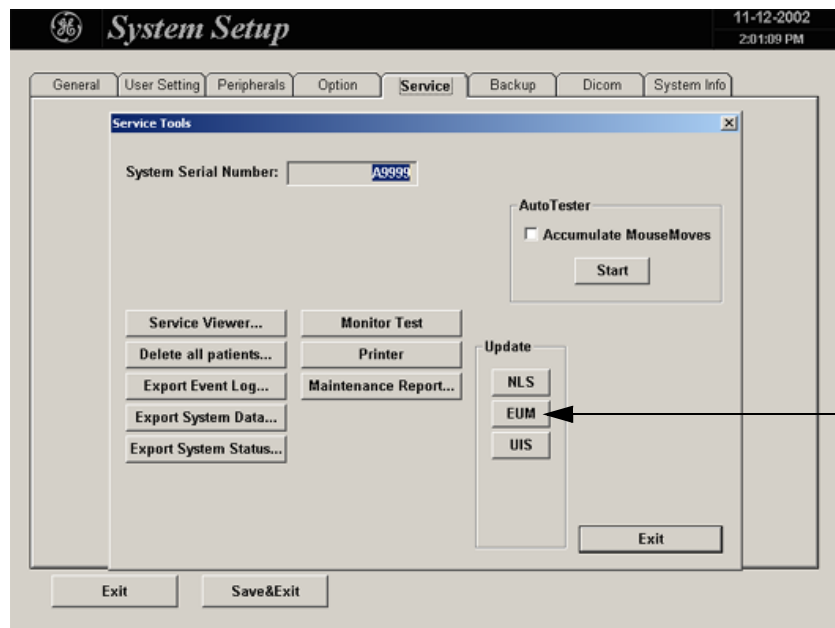 GE System Setup 11-12-2002
2:01:09 PM
General User Setting Peripherals Option Service Backup Dicom System Info
Service Tools
System Serial Number: A9999
AutoTester
Accumulate MouseMoves
Start
Service Viewer... Monitor Test
Delete all patients... Printer
Export Event Log... Maintenance Report...
Export System Data...
Export System Status...
Update
NLS
EUM
UIS
Exit
Exit Save&Exit